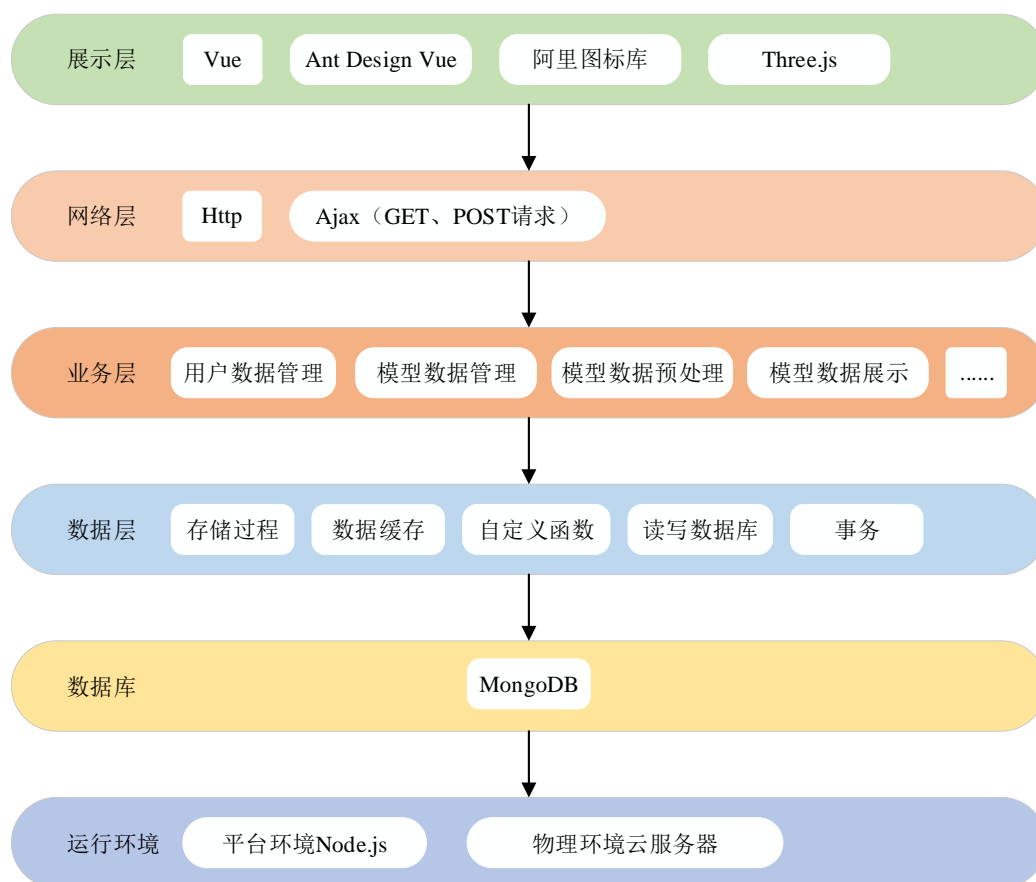 展示层 Vue Ant Design Vue 阿里图标库 Three.js
网络层 Http Ajax（GET、POST请求）
业务层 用户数据管理 模型数据管理 模型数据预处理 模型数据展示 ......
数据层 存储过程 数据缓存 自定义函数 读写数据库 事务
数据库 MongoDB
运行环境 平台环境Node.js 物理环境云服务器